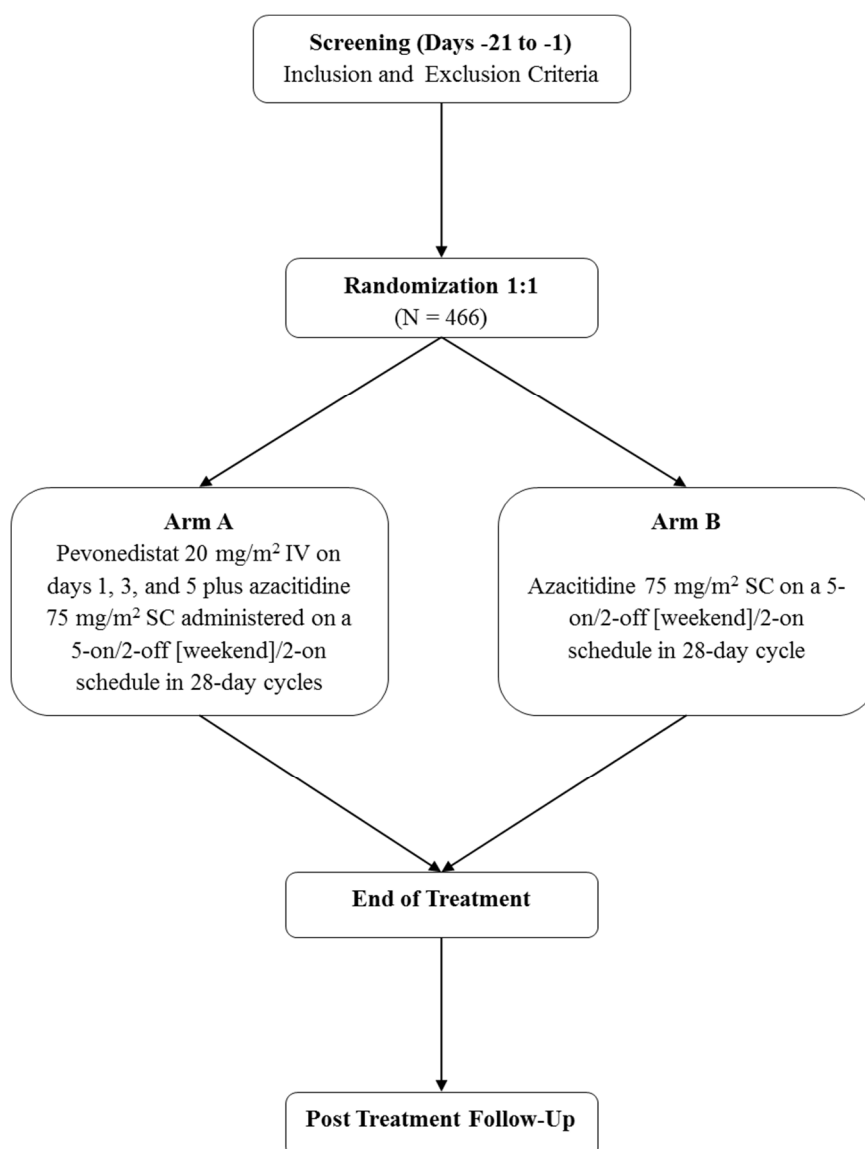 Screening (Days -21 to -1)
Inclusion and Exclusion Criteria
Randomization 1:1
(N = 466)
Arm A
Pevonedistat 20 mg/m² IV on
days 1, 3, and 5 plus azacitidine
75 mg/m² SC administered on a
5-on/2-off [weekend]/2-on
schedule in 28-day cycles
Arm B
Azacitidine 75 mg/m² SC on a 5-
on/2-off [weekend]/2-on
schedule in 28-day cycle
End of Treatment
Post Treatment Follow-Up